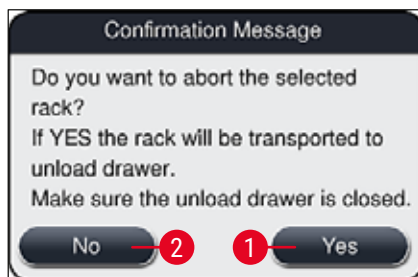 Confirmation Message
Do you want to abort the selected
rack?
If YES the rack will be transported to
unload drawer.
Make sure the unload drawer is closed.
No 2 1 Yes